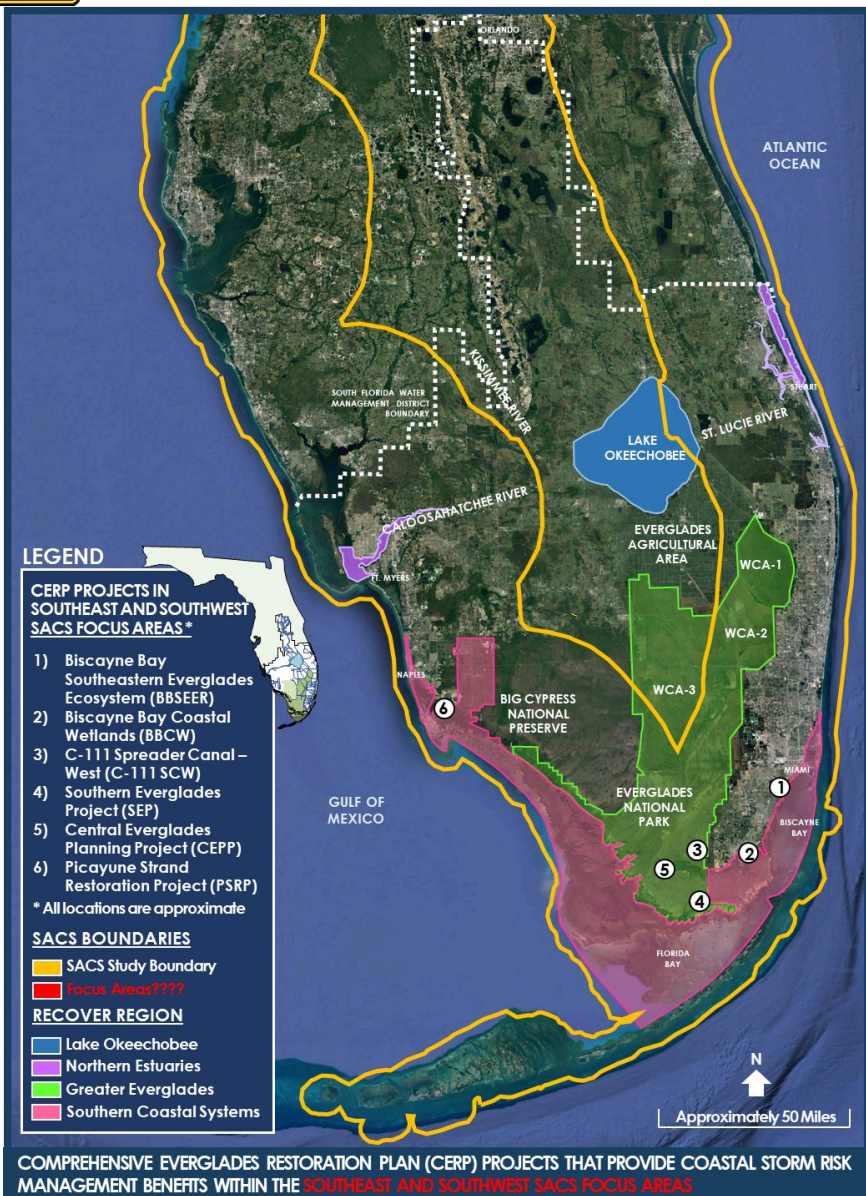 ORLANDO
ATLANTIC
OCEAN
SOUTH FLORIDA WATER
MANAGEMENT DISTRICT
BOUNDARY
KISSIMMEE RIVER
STUART
ST. LUCIE RIVER
LAKE
OKEECHOBEE
CALOOSAHATCHEE RIVER
FT. MYERS
EVERGLADES
AGRICULTURAL
AREA
WCA-1
WCA-2
WCA-3
NAPLES
6
BIG CYPRESS
NATIONAL
PRESERVE
GULF OF
MEXICO
EVERGLADES
NATIONAL
PARK
MIAMI
1
BISCAYNE
BAY
3
2
5
4
FLORIDA
BAY
N
Approximately 50 Miles
LEGEND
CERP PROJECTS IN
SOUTHEAST AND SOUTHWEST
SACS FOCUS AREAS *
1) Biscayne Bay
Southeastern Everglades
Ecosystem (BBSEER)
2) Biscayne Bay Coastal
Wetlands (BBCW)
3) C-111 Spreader Canal –
West (C-111 SCW)
4) Southern Everglades
Project (SEP)
5) Central Everglades
Planning Project (CEPP)
6) Picayune Strand
Restoration Project (PSRP)
* All locations are approximate
SACS BOUNDARIES
SACS Study Boundary
Focus Areas????
RECOVER REGION
Lake Okeechobee
Northern Estuaries
Greater Everglades
Southern Coastal Systems
COMPREHENSIVE EVERGLADES RESTORATION PLAN (CERP) PROJECTS THAT PROVIDE COASTAL STORM RISK
MANAGEMENT BENEFITS WITHIN THE SOUTHEAST AND SOUTHWEST SACS FOCUS AREAS